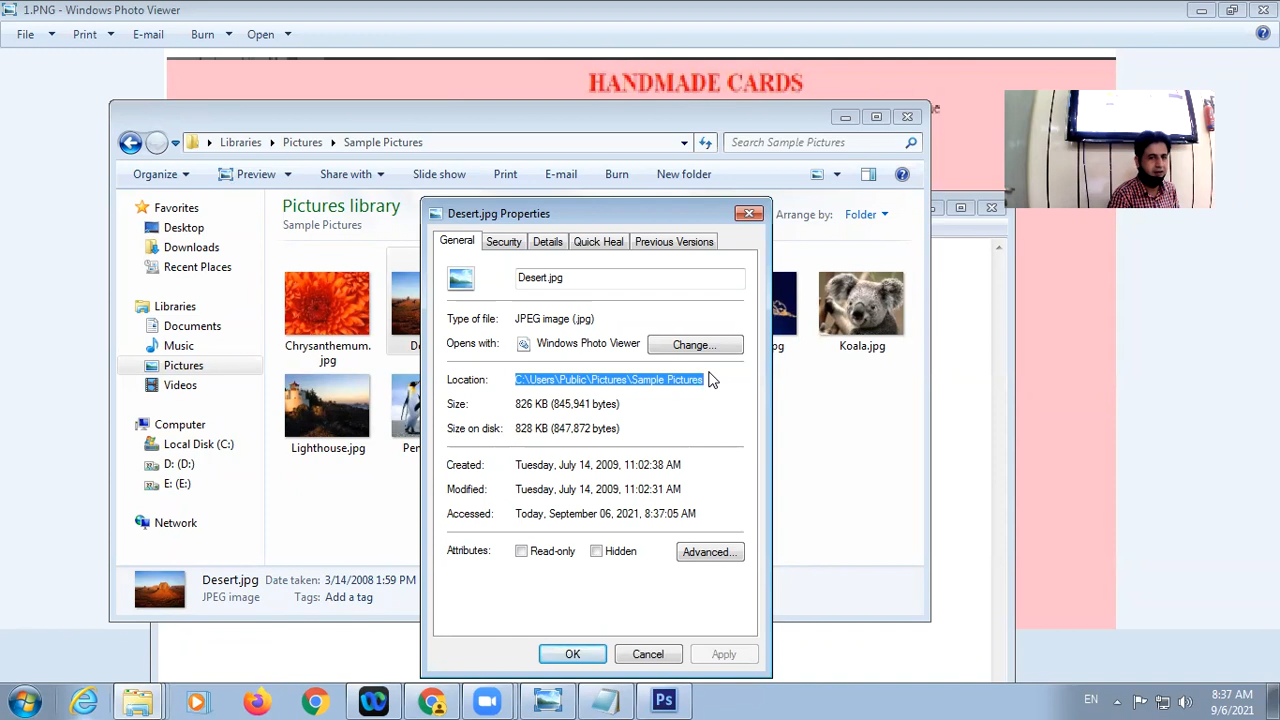 1.PNG - Windows Photo Viewer
File Print E-mail Burn Open
HANDMADE CARDS
Libraries Pictures Sample Pictures Search Sample Pictures
Organize Preview Share with Slide show Print E-mail Burn New folder
Favorites
Desktop
Downloads
Recent Places
Libraries
Documents
Music
Pictures
Videos
Computer
Local Disk (C:)
D: (D:)
E: (E:)
Network
Pictures library
Sample Pictures
Arrange by: Folder
Chrysanthemum.
jpg
Koala.jpg
Lighthouse.jpg
Desert.jpg Properties
General Security Details Quick Heal Previous Versions
Desert.jpg
Type of file: JPEG image (.jpg)
Opens with: Windows Photo Viewer Change...
Location: C:\Users\Public\Pictures\Sample Pictures
Size: 826 KB (845,941 bytes)
Size on disk: 828 KB (847,872 bytes)
Created: Tuesday, July 14, 2009, 11:02:38 AM
Modified: Tuesday, July 14, 2009, 11:02:31 AM
Accessed: Today, September 06, 2021, 8:37:05 AM
Attributes: Read-only Hidden Advanced...
OK Cancel Apply
Desert.jpg Date taken: 3/14/2008 1:59 PM
JPEG image Tags: Add a tag
Ps
EN
8:37 AM
9/6/2021